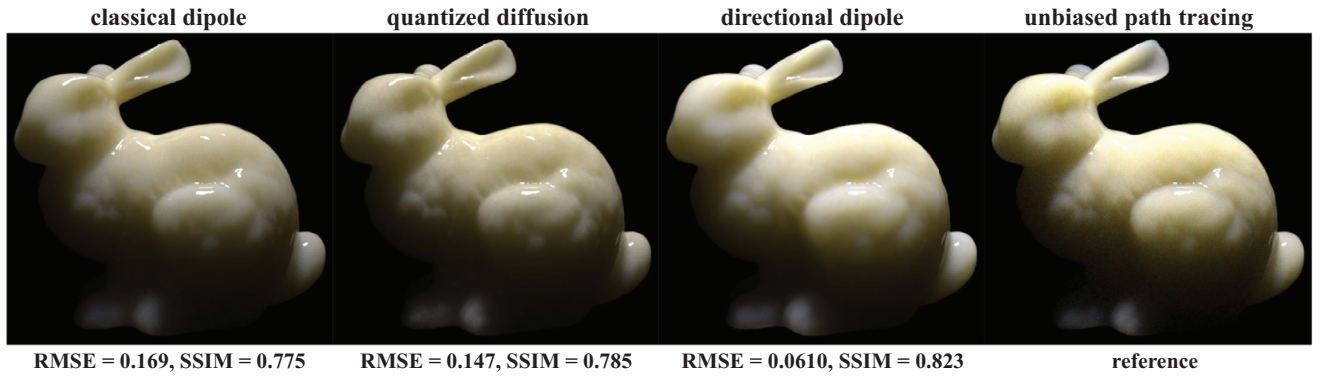 classical dipole
quantized diffusion
directional dipole
unbiased path tracing
RMSE = 0.169, SSIM = 0.775
RMSE = 0.147, SSIM = 0.785
RMSE = 0.0610, SSIM = 0.823
reference